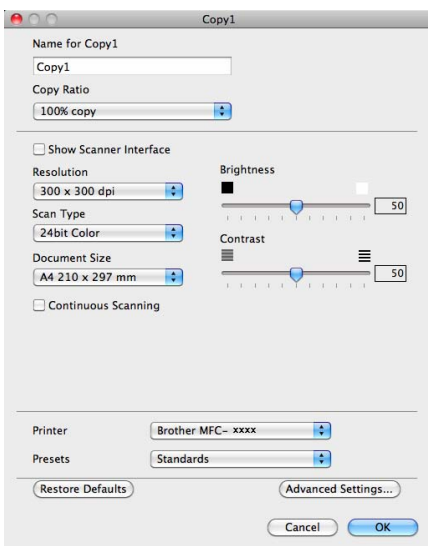 Copy1
Name for Copy1
Copy1
Copy Ratio
100% copy
Show Scanner Interface
Resolution
300 x 300 dpi
Scan Type
24bit Color
Document Size
A4 210 x 297 mm
Continuous Scanning
Brightness
50
Contrast
50
Printer
Brother MFC- xxxx
Presets
Standards
Restore Defaults
Advanced Settings...
Cancel
OK